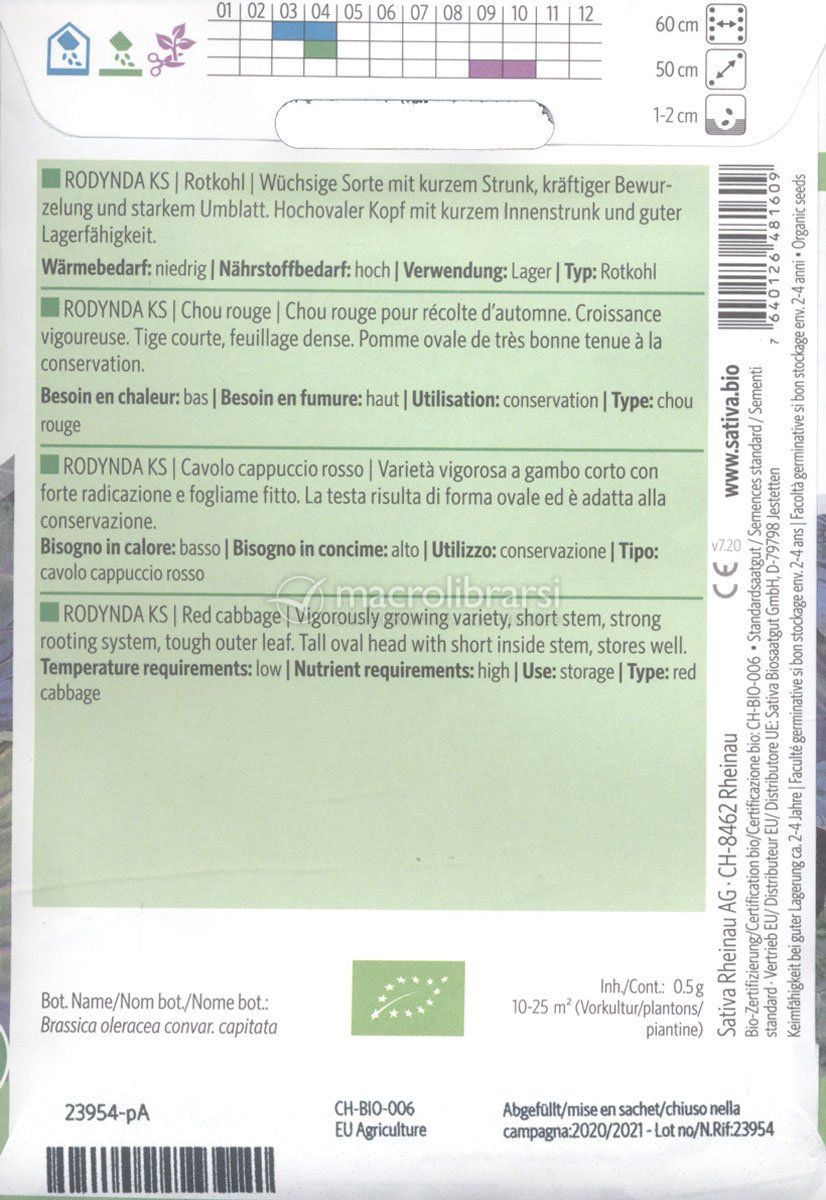 01 02 03 04 05 06 07 08 09 10 11 12
60 cm
50 cm
1-2 cm
RODYNDA KS | Rotkohl | Wüchsige Sorte mit kurzem Strunk, kräftiger Bewur-
zelung und starkem Umblatt. Hochovaler Kopf mit kurzem Innenstrunk und guter
Lagerfähigkeit.
Wärmebedarf: niedrig | Nährstoffbedarf: hoch | Verwendung: Lager | Typ: Rotkohl
RODYNDA KS | Chou rouge | Chou rouge pour récolte d'automne. Croissance
vigoureuse. Tige courte, feuillage dense. Pomme ovale de très bonne tenue à la
conservation.
Besoin en chaleur: bas | Besoin en fumure: haut | Utilisation: conservation | Type: chou
rouge
RODYNDA KS | Cavolo cappuccio rosso | Varietà vigorosa a gambo corto con
forte radicazione e fogliame fitto. La testa risulta di forma ovale ed è adatta alla
conservazione.
Bisogno in calore: basso | Bisogno in concime: alto | Utilizzo: conservazione | Tipo:
cavolo cappuccio rosso
macrolibrarsi
RODYNDA KS | Red cabbage | Vigorously growing variety, short stem, strong
rooting system, tough outer leaf. Tall oval head with short inside stem, stores well.
Temperature requirements: low | Nutrient requirements: high | Use: storage | Type: red
cabbage
7 640126 481609
www.sativa.bio
CE v7.20
Sativa Rheinau AG · CH-8462 Rheinau
Bio-Zertifizierung/Certification bio/Certificazione bio: CH-BIO-006 • Standardsaatgut / Semences standard / Sementi
standard · Vertrieb EU/ Distributeur EU/ Distributore UE: Sativa Biosaatgut GmbH, D-79798 Jestetten
Keimfähigkeit bei guter Lagerung ca. 2-4 Jahre | Faculté germinative si bon stockage env. 2-4 ans | Facoltà germinative si bon stockage env. 2-4 anni • Organic seeds
Bot. Name/Nom bot./Nome bot.:
Brassica oleracea convar. capitata
Inh./Cont.: 0.5 g
10-25 m² (Vorkultur/plantons/
piantine)
23954-pA
CH-BIO-006
EU Agriculture
Abgefüllt/mise en sachet/chiuso nella
campagna:2020/2021 - Lot no/N.Rif:23954